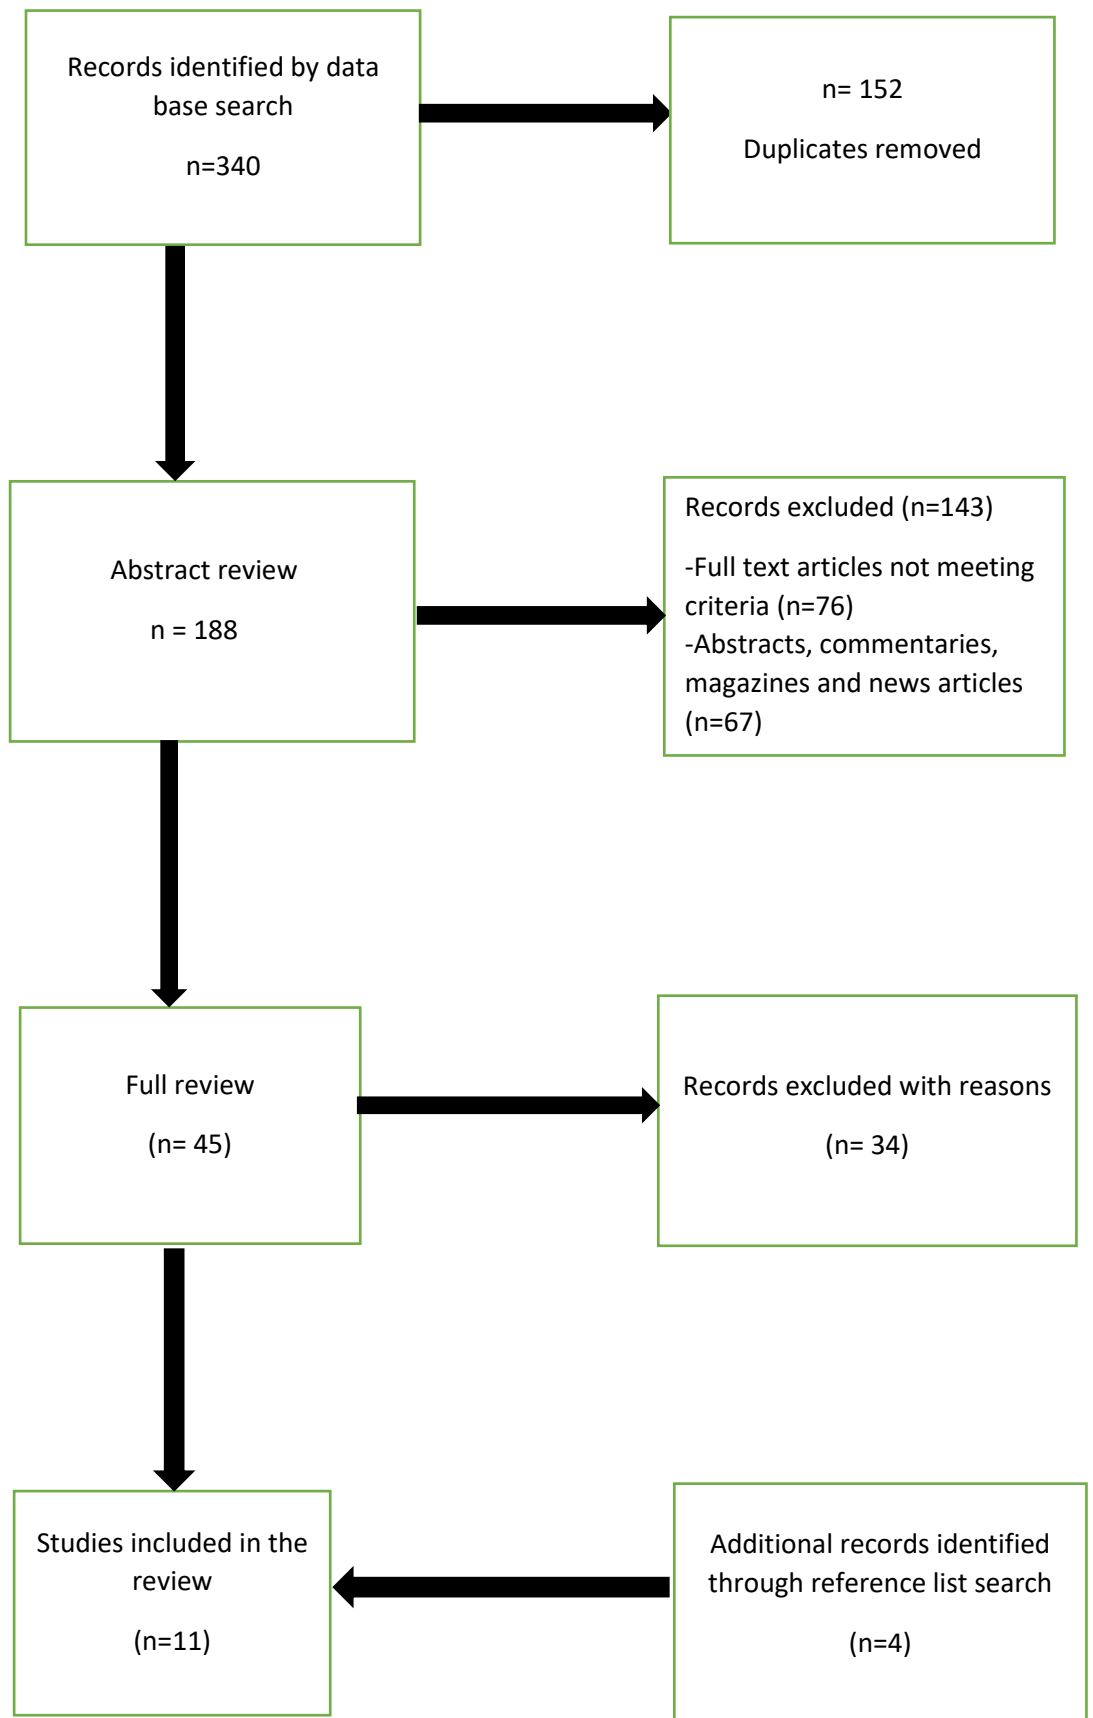 Records identified by data
base search
n=340
n= 152
Duplicates removed
Abstract review
n = 188
Records excluded (n=143)
-Full text articles not meeting
criteria (n=76)
-Abstracts, commentaries,
magazines and news articles
(n=67)
Full review
(n= 45)
Records excluded with reasons
(n= 34)
Studies included in the
review
(n=11)
Additional records identified
through reference list search
(n=4)